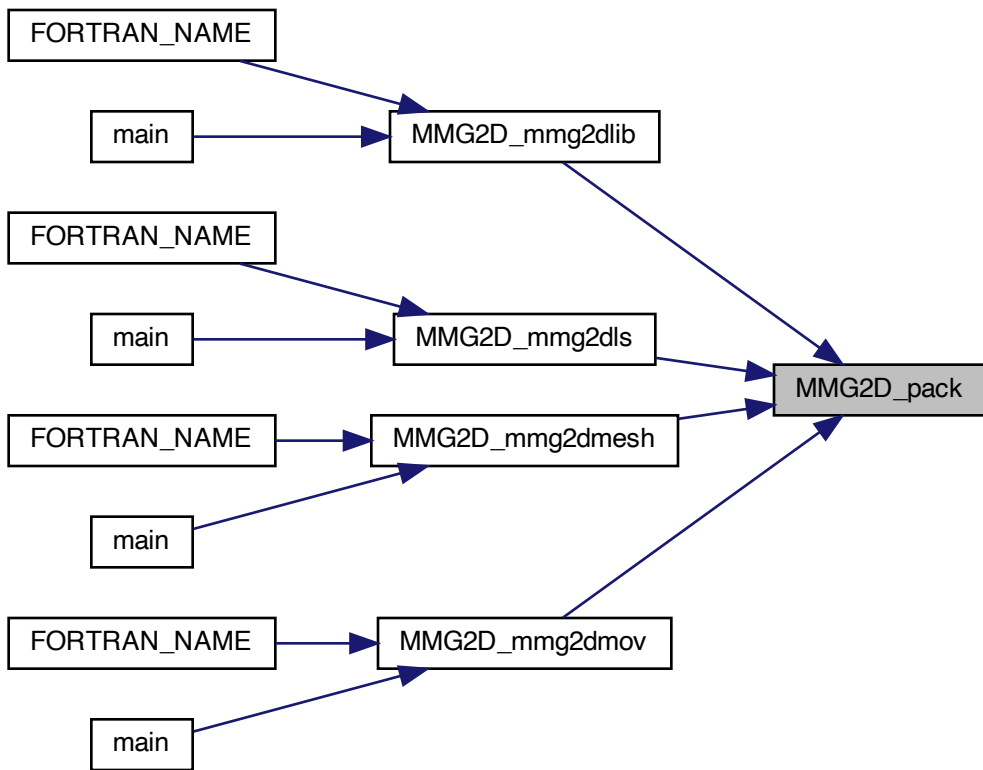 FORTRAN_NAME
main
MMG2D_mmg2dlib
FORTRAN_NAME
main
MMG2D_mmg2dls
MMG2D_pack
FORTRAN_NAME
MMG2D_mmg2dmesh
main
FORTRAN_NAME
MMG2D_mmg2dmov
main